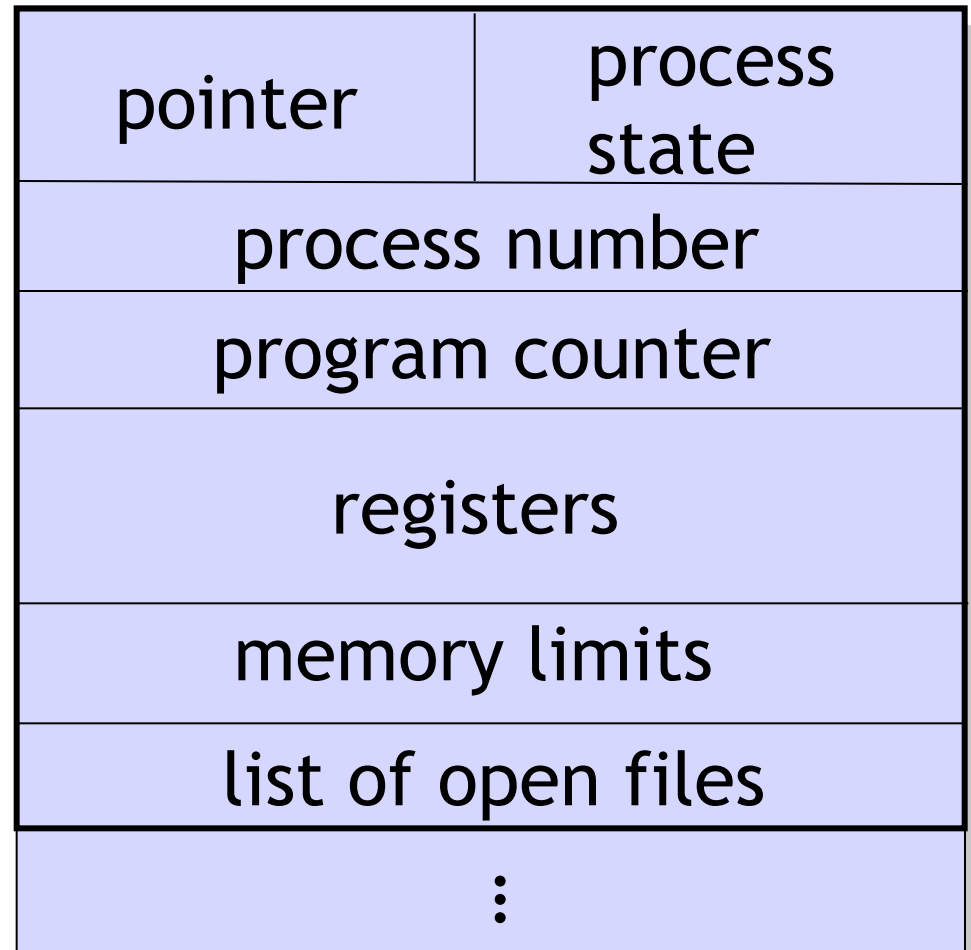 pointer
process
state
process number
program counter
registers
memory limits
list of open files
⋮